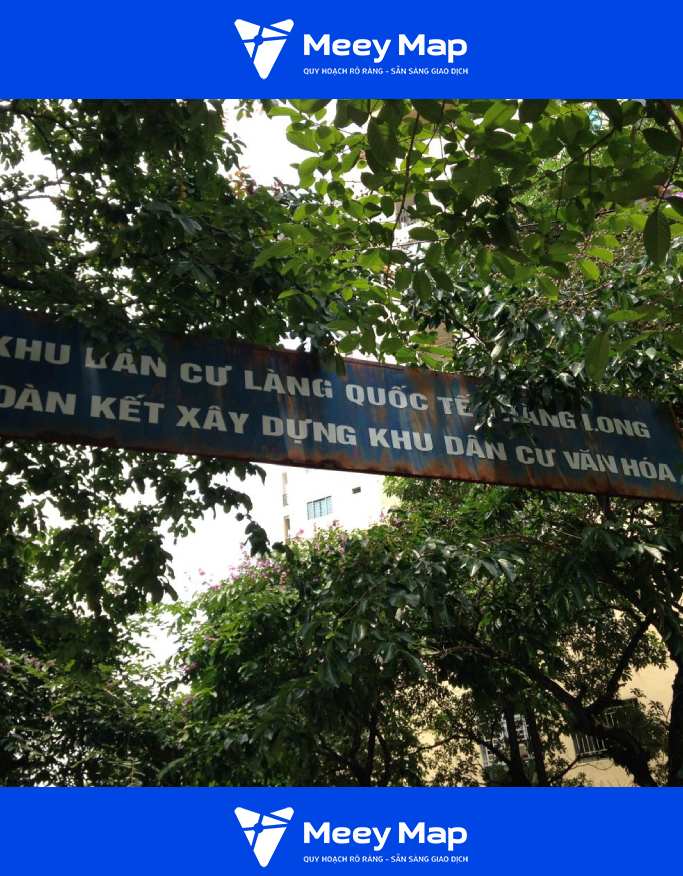 Meey Map
QUY HOẠCH RÕ RÀNG - SẴN SÀNG GIAO DỊCH
KHU DÂN CƯ LÀNG QUỐC TẾ LONG
KẾT XÂY DỰNG KHU DÂN CƯ VĂN HÓA
Meey Map
QUY HOẠCH RÕ RÀNG - SẴN SÀNG GIAO DỊCH